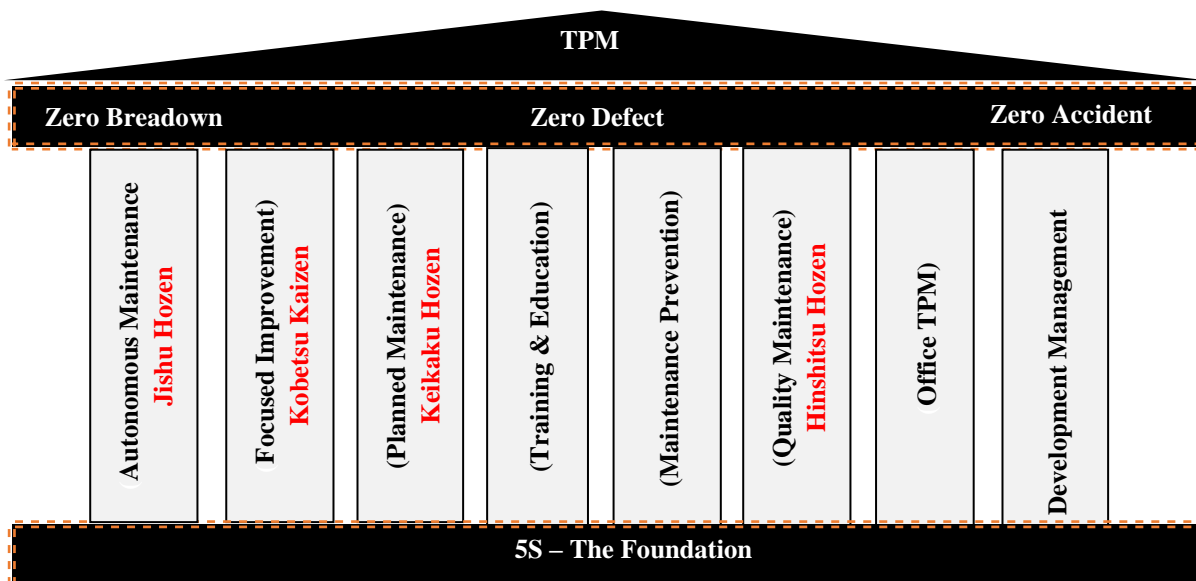 TPM
Zero Breadown
Zero Defect
Zero Accident
(Autonomous Maintenance
Jishu Hozen
(Focused Improvement)
Kobetsu Kaizen
(Planned Maintenance)
Keikaku Hozen
(Training & Education)
(Maintenance Prevention)
(Quality Maintenance)
Hinshitsu Hozen
(Office TPM)
Development Management
5S – The Foundation